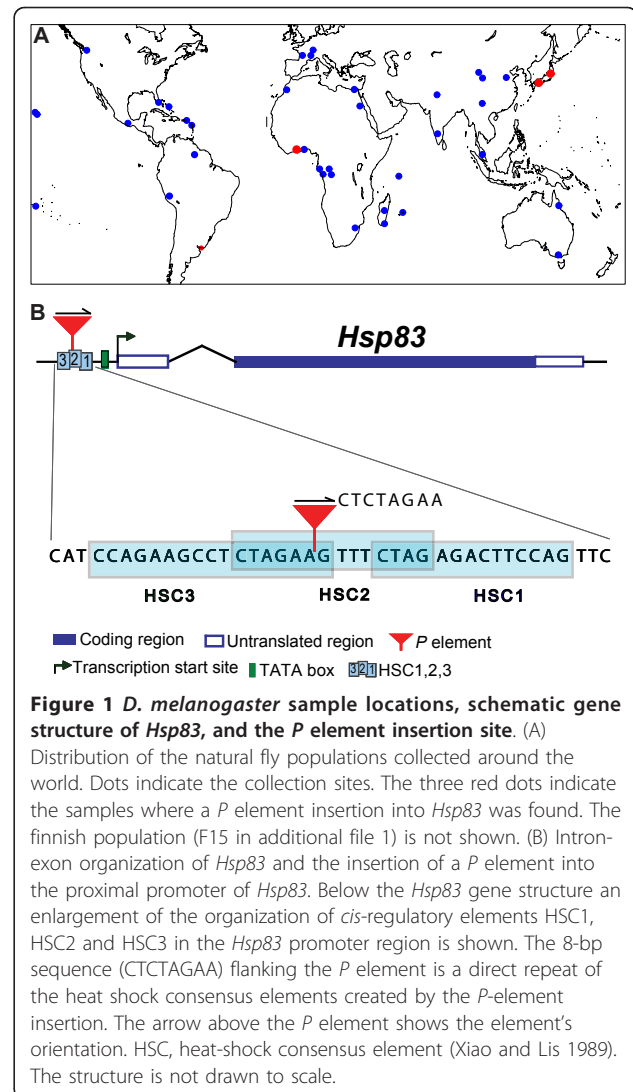 A
B
Hsp83
3 2 1
CTCTAGAA
CAT CCAGAAGCCT CTAGAAG TTT CTAG AGACTTCCAG TTC
HSC3 HSC2 HSC1
Coding region Untranslated region P element
Transcription start site TATA box 3 2 1 HSC1,2,3
Figure 1 D. melanogaster sample locations, schematic gene
structure of Hsp83, and the P element insertion site. (A)
Distribution of the natural fly populations collected around the
world. Dots indicate the collection sites. The three red dots indicate
the samples where a P element insertion into Hsp83 was found. The
finnish population (F15 in additional file 1) is not shown. (B) Intron-
exon organization of Hsp83 and the insertion of a P element into
the proximal promoter of Hsp83. Below the Hsp83 gene structure an
enlargement of the organization of cis-regulatory elements HSC1,
HSC2 and HSC3 in the Hsp83 promoter region is shown. The 8-bp
sequence (CTCTAGAA) flanking the P element is a direct repeat of
the heat shock consensus elements created by the P-element
insertion. The arrow above the P element shows the element's
orientation. HSC, heat-shock consensus element (Xiao and Lis 1989).
The structure is not drawn to scale.